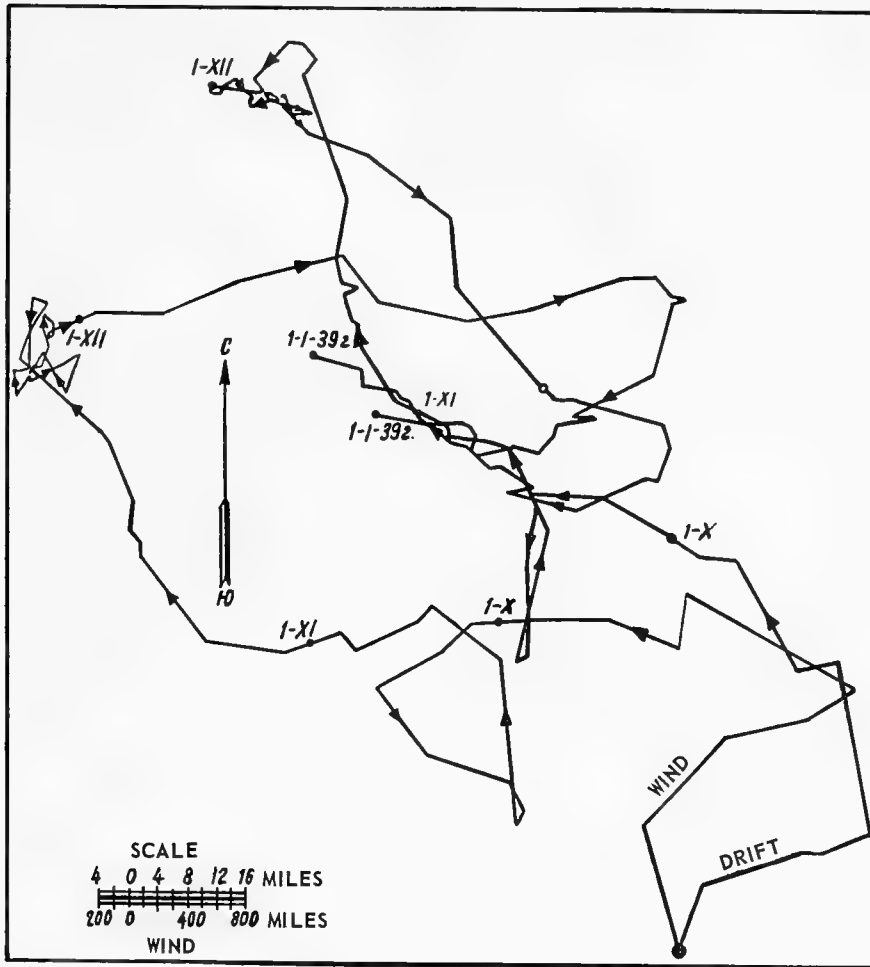 1-XII
1-XII
С
1-1-39г.
1-XI
1-1-39г.
1-X
Ю
1-X
1-XI
WIND
DRIFT
SCALE
4 0 4 8 12 16 MILES
200 0 400 800 MILES
WIND